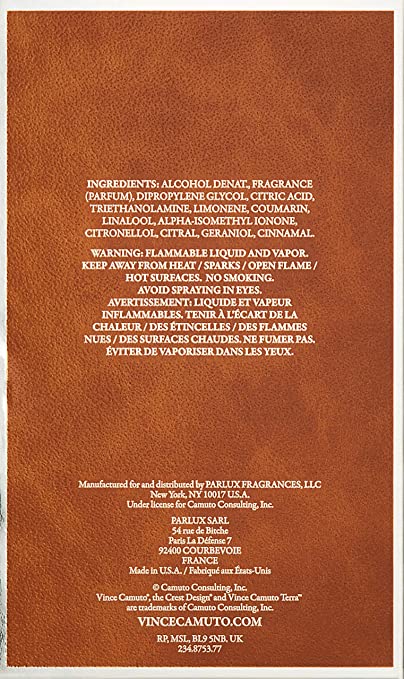 INGREDIENTS: ALCOHOL DENAT., FRAGRANCE
(PARFUM), DIPROPYLENE GLYCOL, CITRIC ACID,
TRIETHANOLAMINE, LIMONENE, COUMARIN,
LINALOOL, ALPHA-ISOMETHYL IONONE,
CITRONELLOL, CITRAL, GERANIOL, CINNAMAL.
WARNING: FLAMMABLE LIQUID AND VAPOR.
KEEP AWAY FROM HEAT / SPARKS / OPEN FLAME /
HOT SURFACES. NO SMOKING.
AVOID SPRAYING IN EYES.
AVERTISSEMENT: LIQUIDE ET VAPEUR
INFLAMMABLES. TENIR À L'ÉCART DE LA
CHALEUR / DES ÉTINCELLES / DES FLAMMES
NUES / DES SURFACES CHAUDES. NE FUMER PAS.
ÉVITER DE VAPORISER DANS LES YEUX.
Manufactured for and distributed by PARLUX FRAGRANCES, LLC
New York, NY 10017 U.S.A.
Under license for Camuto Consulting, Inc.
PARLUX SARL
54 rue de Bitche
Paris La Défense 7
92400 COURBEVOIE
FRANCE
Made in U.S.A. / Fabriqué aux États-Unis
© Camuto Consulting, Inc.
Vince Camuto®, the Crest Design® and Vince Camuto Terra™
are trademarks of Camuto Consulting, Inc.
VINCECAMUTO.COM
RP, MSL, BL9 5NB, UK
234.8753.77